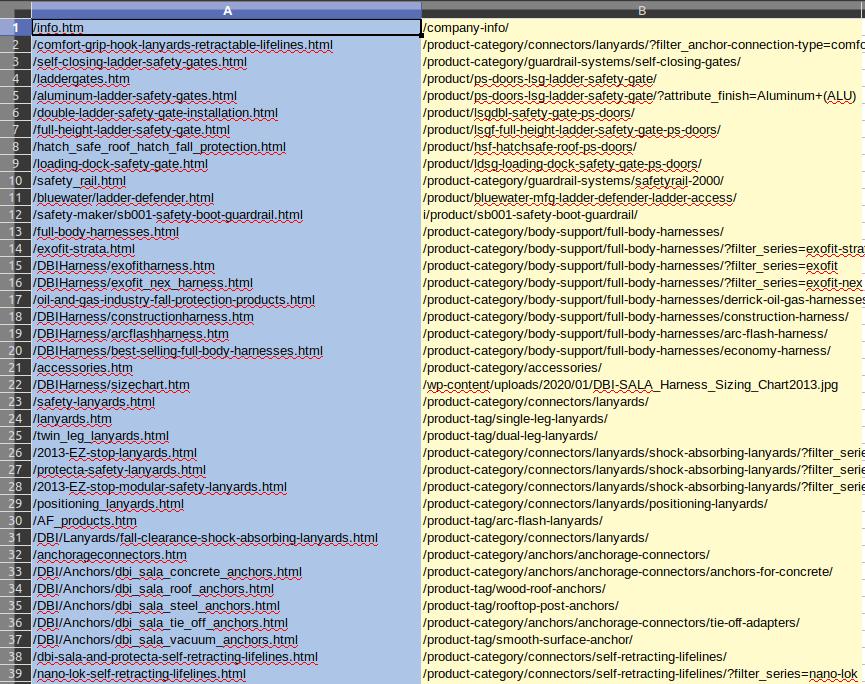 A B
1 /info.htm /company-info/
2 /comfort-grip-hook-lanyards-retractable-lifelines.html /product-category/connectors/lanyards/?filter_anchor-connection-type=comfo
3 /self-closing-ladder-safety-gates.html /product-category/guardrail-systems/self-closing-gates/
4 /laddergates.htm /product/ps-doors-lsg-ladder-safety-gate/
5 /aluminum-ladder-safety-gates.html /product/ps-doors-lsg-ladder-safety-gate/?attribute_finish=Aluminum+(ALU)
6 /double-ladder-safety-gate-installation.html /product/lsgdbl-safety-gate-ps-doors/
7 /full-height-ladder-safety-gate.html /product/lsgf-full-height-ladder-safety-gate-ps-doors/
8 /hatch_safe_roof_hatch_fall_protection.html /product/hsf-hatchsafe-roof-ps-doors/
9 /loading-dock-safety-gate.html /product/ldsg-loading-dock-safety-gate-ps-doors/
10 /safety_rail.html /product-category/guardrail-systems/safetyrail-2000/
11 /bluewater/ladder-defender.html /product/bluewater-mfg-ladder-defender-ladder-access/
12 /safety-maker/sb001-safety-boot-guardrail.html i/product/sb001-safety-boot-guardrail/
13 /full-body-harnesses.html /product-category/body-support/full-body-harnesses/
14 /exofit-strata.html /product-category/body-support/full-body-harnesses/?filter_series=exofit-stra
15 /DBIHarness/exofitharness.htm /product-category/body-support/full-body-harnesses/?filter_series=exofit
16 /DBIHarness/exofit_nex_harness.html /product-category/body-support/full-body-harnesses/?filter_series=exofit-nex
17 /oil-and-gas-industry-fall-protection-products.html /product-category/body-support/full-body-harnesses/derrick-oil-gas-harnesses
18 /DBIHarness/constructionharness.htm /product-category/body-support/full-body-harnesses/construction-harness/
19 /DBIHarness/arcflashharness.htm /product-category/body-support/full-body-harnesses/arc-flash-harness/
20 /DBIHarness/best-selling-full-body-harnesses.html /product-category/body-support/full-body-harnesses/economy-harness/
21 /accessories.htm /product-category/accessories/
22 /DBIHarness/sizechart.htm /wp-content/uploads/2020/01/DBI-SALA_Harness_Sizing_Chart2013.jpg
23 /safety-lanyards.html /product-category/connectors/lanyards/
24 /lanyards.htm /product-tag/single-leg-lanyards/
25 /twin_leg_lanyards.html /product-tag/dual-leg-lanyards/
26 /2013-EZ-stop-lanyards.html /product-category/connectors/lanyards/shock-absorbing-lanyards/?filter_serie
27 /protecta-safety-lanyards.html /product-category/connectors/lanyards/shock-absorbing-lanyards/?filter_serie
28 /2013-EZ-stop-modular-safety-lanyards.html /product-category/connectors/lanyards/shock-absorbing-lanyards/?filter_serie
29 /positioning_lanyards.html /product-category/connectors/lanyards/positioning-lanyards/
30 /AF_products.htm /product-tag/arc-flash-lanyards/
31 /DBI/Lanyards/fall-clearance-shock-absorbing-lanyards.html /product-category/connectors/lanyards/
32 /anchorageconnectors.htm /product-category/anchors/anchorage-connectors/
33 /DBI/Anchors/dbi_sala_concrete_anchors.html /product-category/anchors/anchorage-connectors/anchors-for-concrete/
34 /DBI/Anchors/dbi_sala_roof_anchors.html /product-tag/wood-roof-anchors/
35 /DBI/Anchors/dbi_sala_steel_anchors.html /product-tag/rooftop-post-anchors/
36 /DBI/Anchors/dbi_sala_tie_off_anchors.html /product-category/anchors/anchorage-connectors/tie-off-adapters/
37 /DBI/Anchors/dbi_sala_vacuum_anchors.html /product-tag/smooth-surface-anchor/
38 /dbi-sala-and-protecta-self-retracting-lifelines.html /product-category/connectors/self-retracting-lifelines/
39 /nano-lok-self-retracting-lifelines.html /product-category/connectors/self-retracting-lifelines/?filter_series=nano-lok